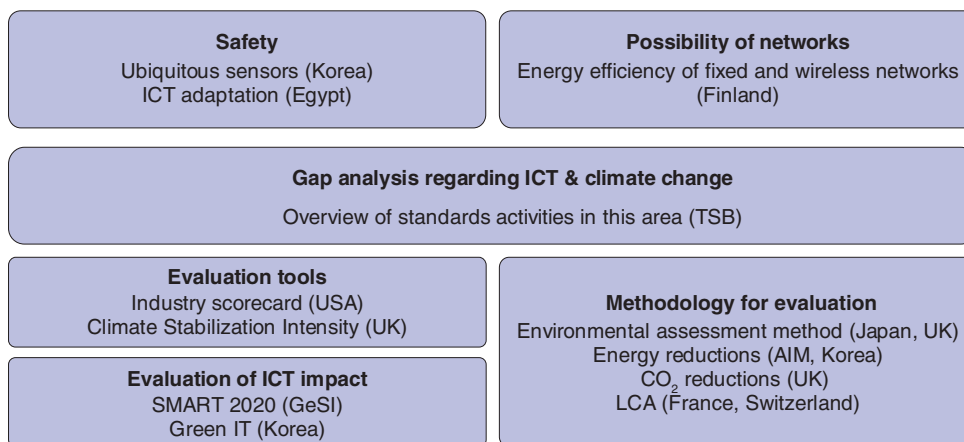 Safety
Ubiquitous sensors (Korea)
ICT adaptation (Egypt)
Possibility of networks
Energy efficiency of fixed and wireless networks
(Finland)
Gap analysis regarding ICT & climate change
Overview of standards activities in this area (TSB)
Evaluation tools
Industry scorecard (USA)
Climate Stabilization Intensity (UK)
Evaluation of ICT impact
SMART 2020 (GeSI)
Green IT (Korea)
Methodology for evaluation
Environmental assessment method (Japan, UK)
Energy reductions (AIM, Korea)
CO₂ reductions (UK)
LCA (France, Switzerland)